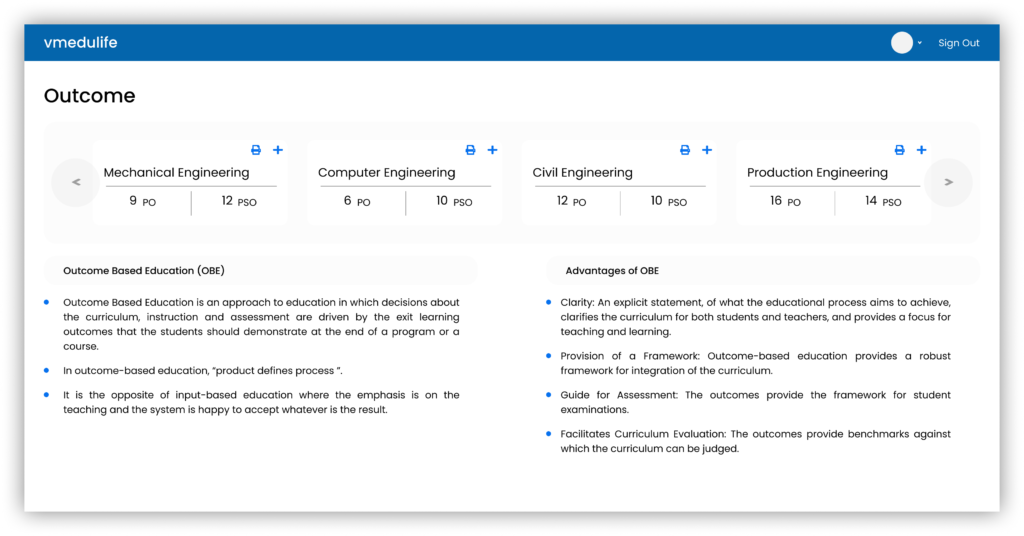 vmedulife
Sign Out
Outcome
Mechanical Engineering
9 PO 12 PSO
Computer Engineering
6 PO 10 PSO
Civil Engineering
12 PO 10 PSO
Production Engineering
16 PO 14 PSO
Outcome Based Education (OBE)
Outcome Based Education is an approach to education in which decisions about
the curriculum, instruction and assessment are driven by the exit learning
outcomes that the students should demonstrate at the end of a program or a
course.
In outcome-based education, “product defines process ”.
It is the opposite of input-based education where the emphasis is on the
teaching and the system is happy to accept whatever is the result.
Advantages of OBE
Clarity: An explicit statement, of what the educational process aims to achieve,
clarifies the curriculum for both students and teachers, and provides a focus for
teaching and learning.
Provision of a Framework: Outcome-based education provides a robust
framework for integration of the curriculum.
Guide for Assessment: The outcomes provide the framework for student
examinations.
Facilitates Curriculum Evaluation: The outcomes provide benchmarks against
which the curriculum can be judged.